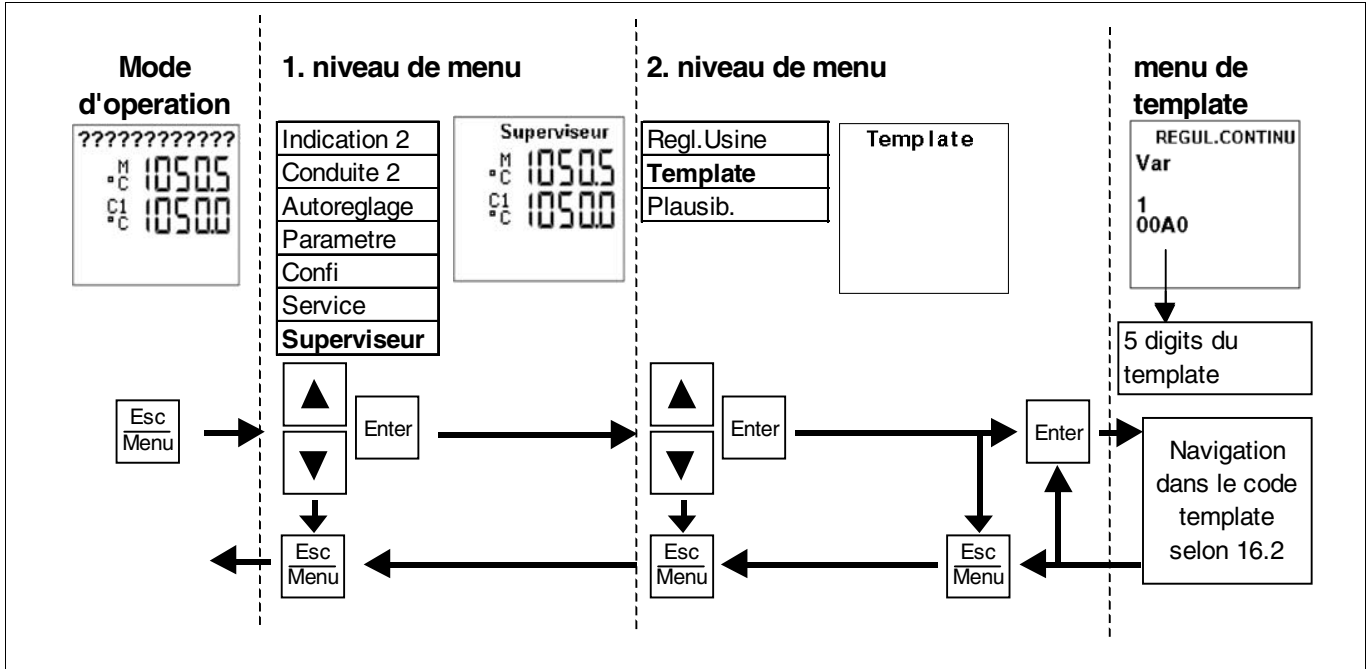 Mode
d'operation
????????????
M
°C 1050.5
C1
°C 1050.0
1. niveau de menu
Indication 2
Conduite 2
Autoreglage
Parametre
Confi
Service
Superviseur
Superviseur
M
°C 1050.5
C1
°C 1050.0
2. niveau de menu
Regl.Usine
Template
Plausib.
Template
menu de
template
REGUL.CONTINU
Var
1
00A0
5 digits du
template
Esc
Menu
Enter
Enter
Enter
Navigation
dans le code
template
selon 16.2
Esc
Menu
Esc
Menu
Esc
Menu